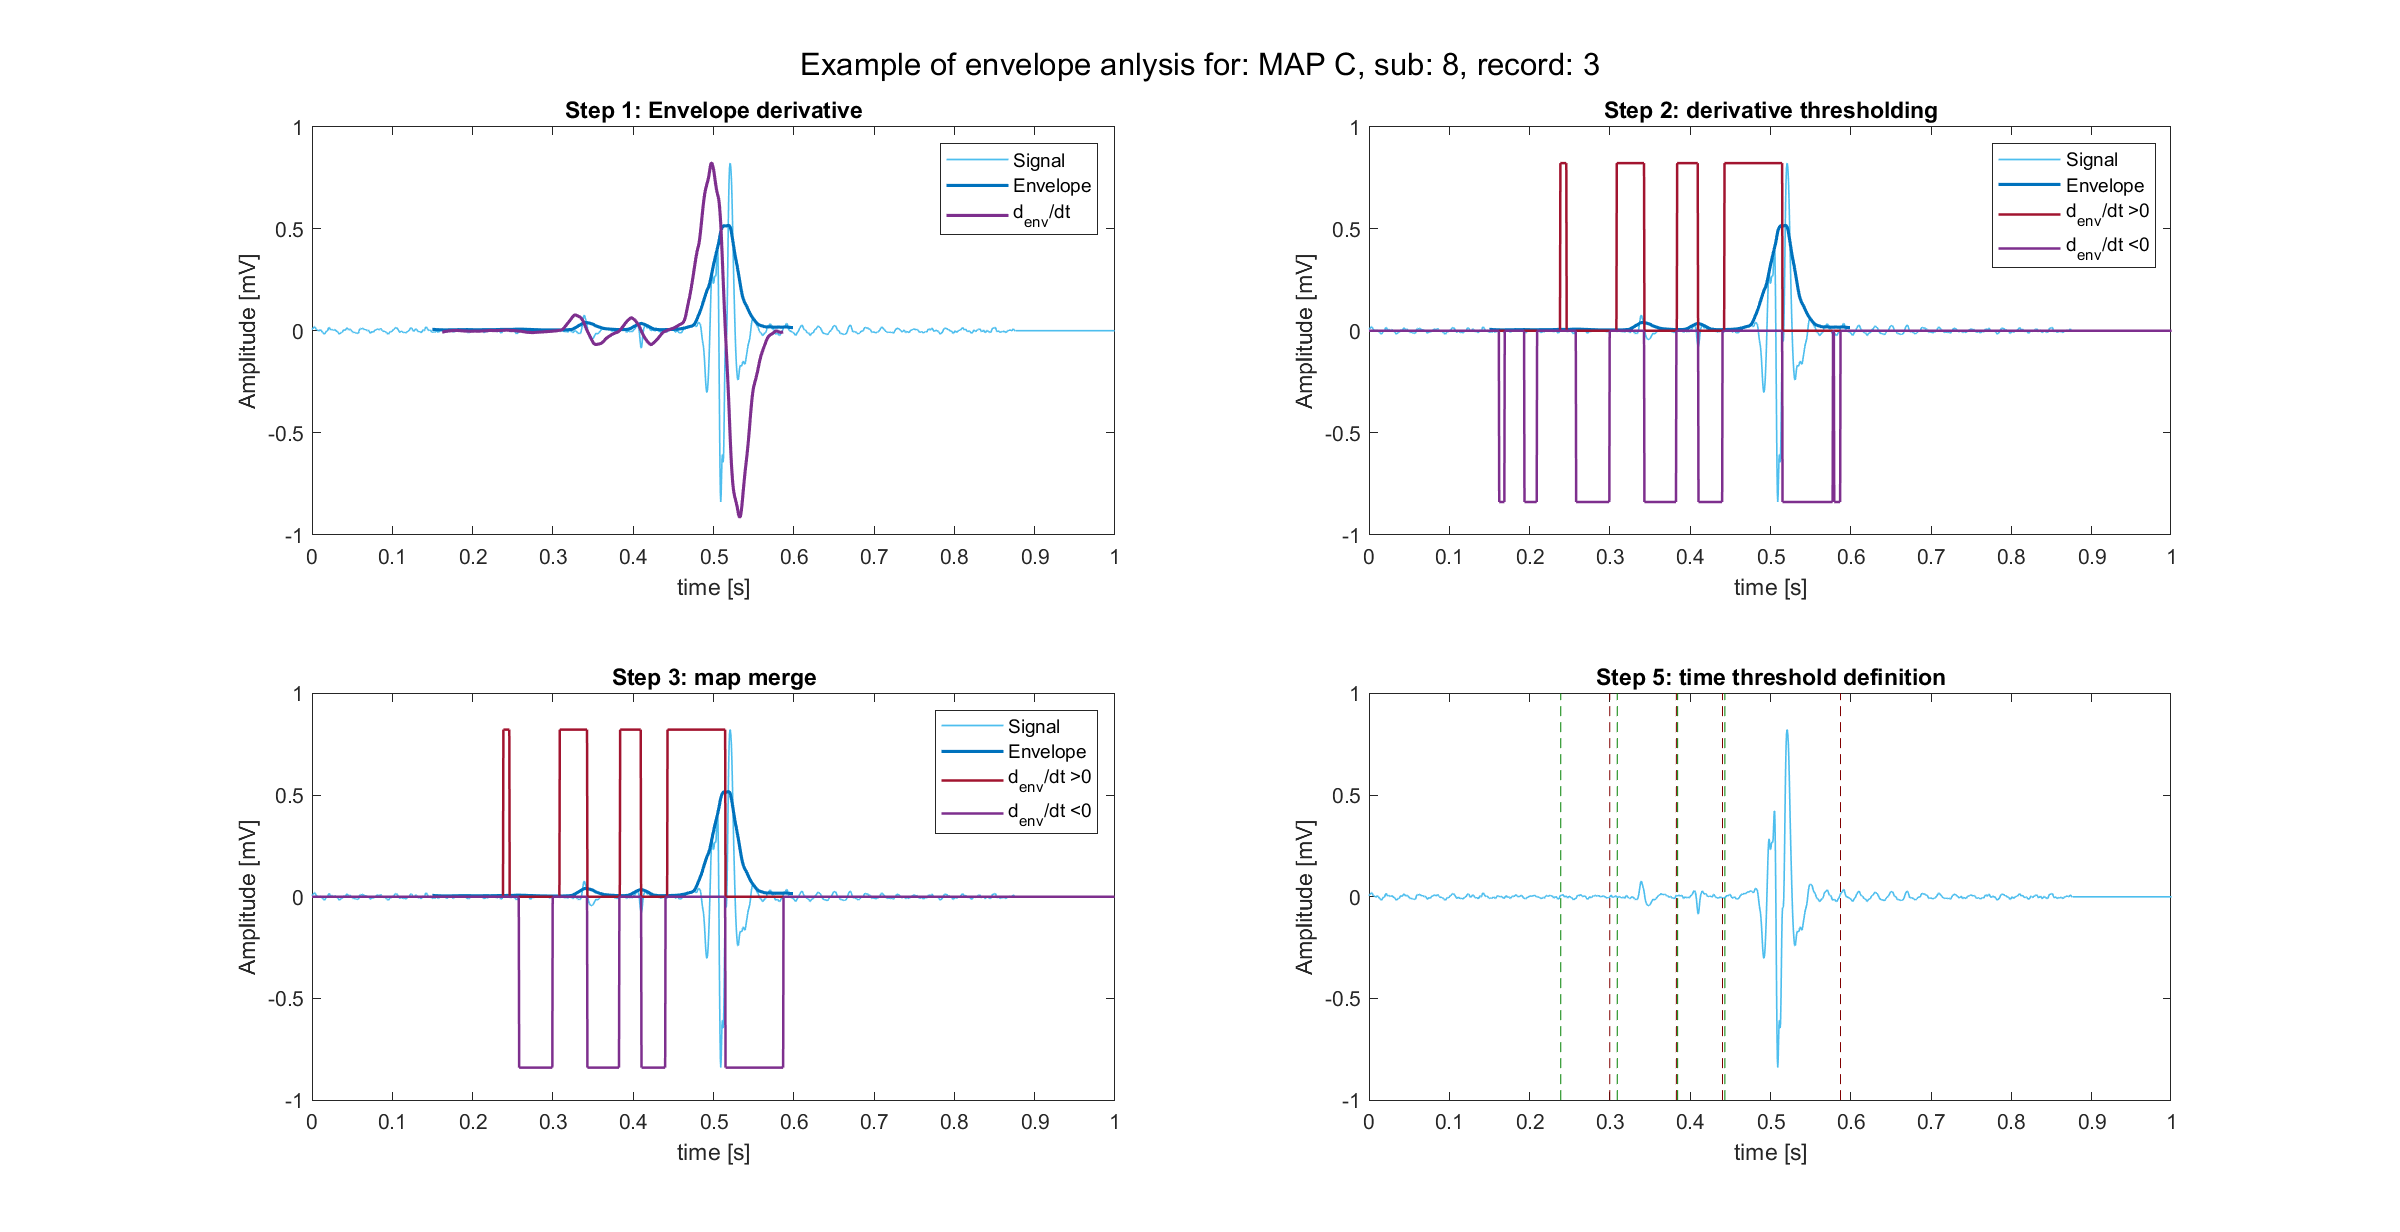 Example of envelope anlysis for: MAP C, sub: 8, record: 3
Step 1: Envelope derivative
1
0.5
0
-0.5
-1
Amplitude [mV]
0 0.1 0.2 0.3 0.4 0.5 0.6 0.7 0.8 0.9 1
time [s]
Signal
Envelope
d_env/dt
Step 2: derivative thresholding
1
0.5
0
-0.5
-1
Amplitude [mV]
0 0.1 0.2 0.3 0.4 0.5 0.6 0.7 0.8 0.9 1
time [s]
Signal
Envelope
d_env/dt >0
d_env/dt <0
Step 3: map merge
1
0.5
0
-0.5
-1
Amplitude [mV]
0 0.1 0.2 0.3 0.4 0.5 0.6 0.7 0.8 0.9 1
time [s]
Signal
Envelope
d_env/dt >0
d_env/dt <0
Step 5: time threshold definition
1
0.5
0
-0.5
-1
Amplitude [mV]
0 0.1 0.2 0.3 0.4 0.5 0.6 0.7 0.8 0.9 1
time [s]